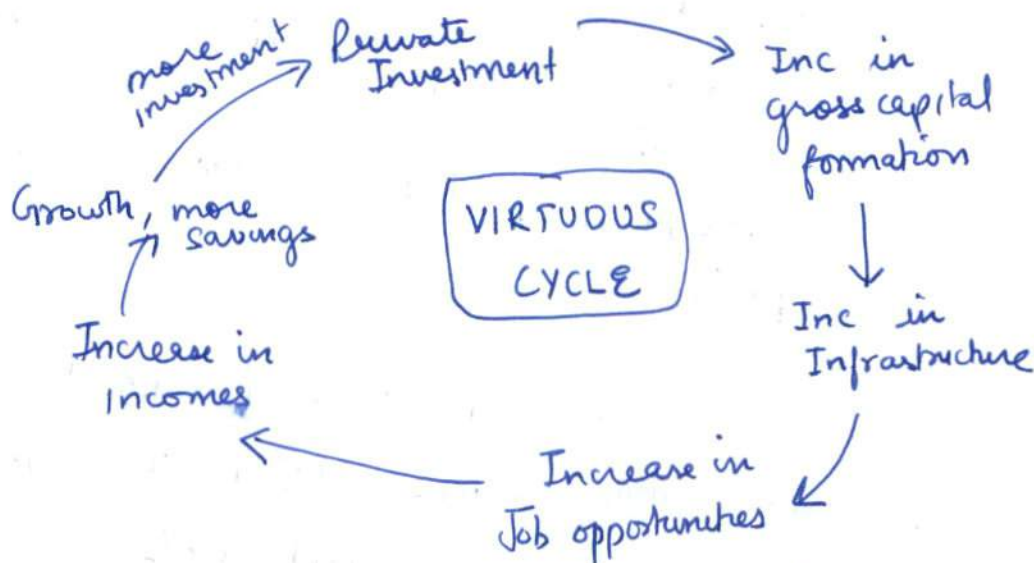 more
investment
Private
Investment
Inc in
gross capital
formation
Growth, more
savings
VIRTUOUS
CYCLE
Inc in
Infrastructure
Increase in
incomes
Increase in
Job opportunities